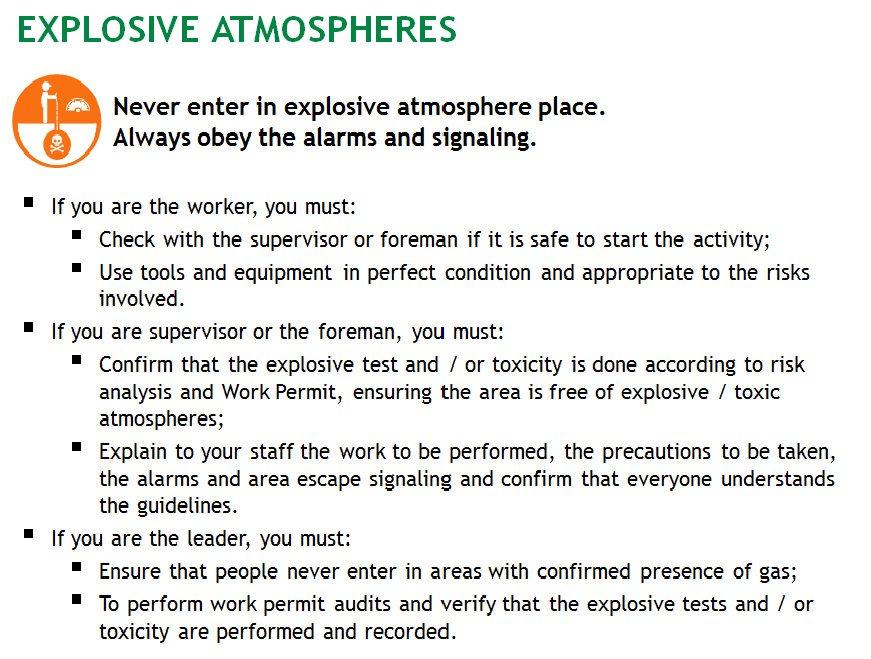 EXPLOSIVE ATMOSPHERES
Never enter in explosive atmosphere place.
Always obey the alarms and signaling.
▪ If you are the worker, you must:
▪ Check with the supervisor or foreman if it is safe to start the activity;
▪ Use tools and equipment in perfect condition and appropriate to the risks
involved.
▪ If you are supervisor or the foreman, you must:
▪ Confirm that the explosive test and / or toxicity is done according to risk
analysis and Work Permit, ensuring the area is free of explosive / toxic
atmospheres;
▪ Explain to your staff the work to be performed, the precautions to be taken,
the alarms and area escape signaling and confirm that everyone understands
the guidelines.
▪ If you are the leader, you must:
▪ Ensure that people never enter in areas with confirmed presence of gas;
▪ To perform work permit audits and verify that the explosive tests and / or
toxicity are performed and recorded.